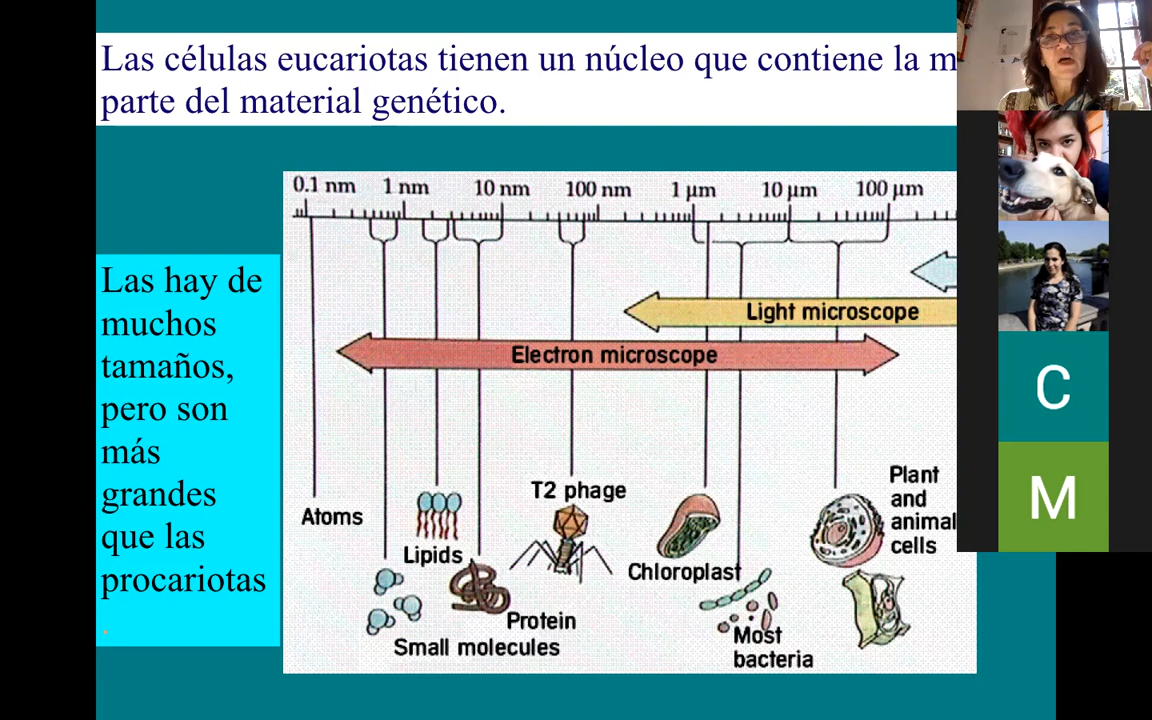 Las células eucariotas tienen un núcleo que contiene la m
parte del material genético.
0.1 nm 1 nm 10 nm 100 nm 1 µm 10 µm 100 µm
Las hay de
muchos
tamaños,
pero son
más
grandes
que las
procariotas
.
Light microscope
Electron microscope
Atoms
Lipids
Small molecules
Protein
T2 phage
Chloroplast
Most
bacteria
Plant
and
animal
cells
C
M